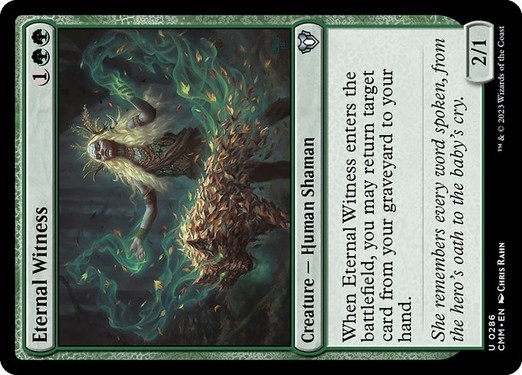 Eternal Witness
1
Creature — Human Shaman
When Eternal Witness enters the
battlefield, you may return target
card from your graveyard to your
hand.
She remembers every word spoken, from
the hero's oath to the baby's cry.
2/1
U 0286
CMM • EN Chris Rahn
™ & © 2023 Wizards of the Coast